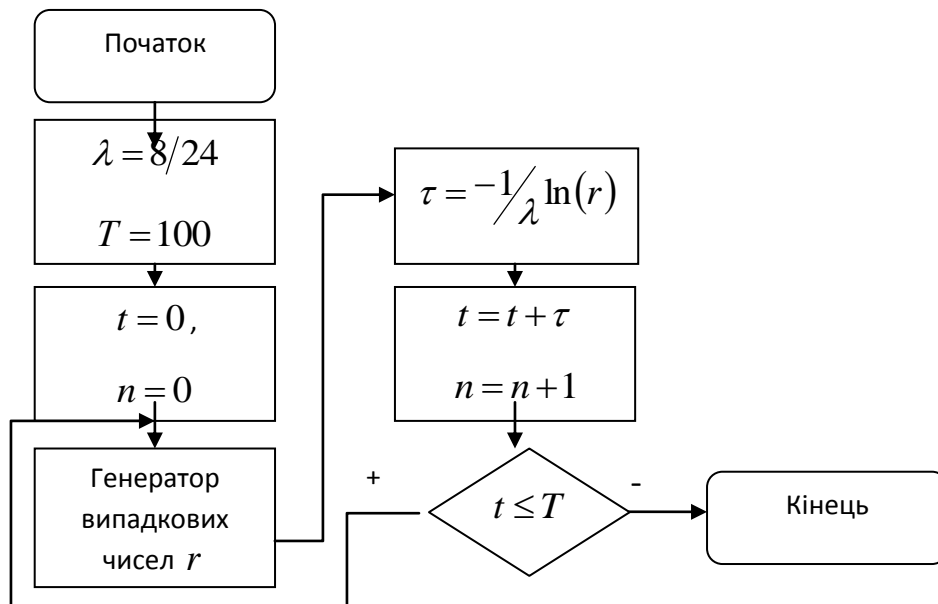 Початок
λ = 8/24
T = 100
t = 0,
n = 0
Генератор
випадкових
чисел r
τ = −1/λ ln(r)
t = t + τ
n = n + 1
+
t ≤ T
-
Кінець